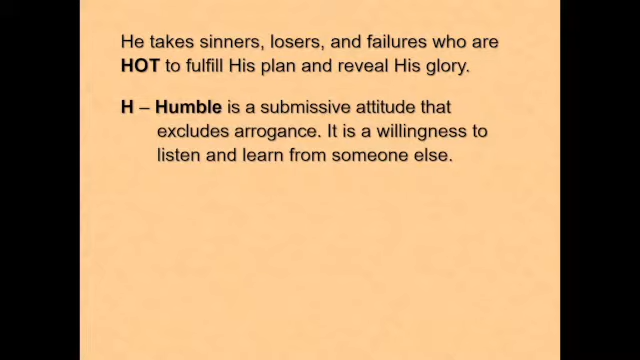 He takes sinners, losers, and failures who are
HOT to fulfill His plan and reveal His glory.
H – Humble is a submissive attitude that
excludes arrogance. It is a willingness to
listen and learn from someone else.